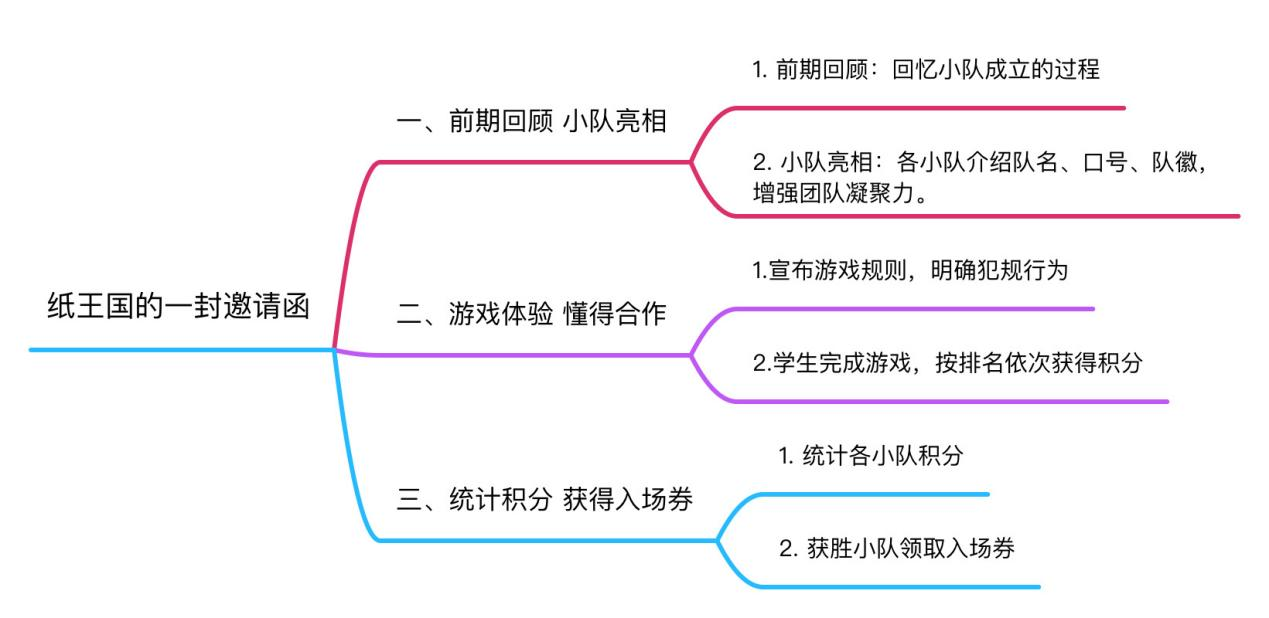 纸王国的一封邀请函
一、前期回顾 小队亮相
1. 前期回顾：回忆小队成立的过程
2. 小队亮相：各小队介绍队名、口号、队徽，
增强团队凝聚力。
二、游戏体验 懂得合作
1.宣布游戏规则，明确犯规行为
2.学生完成游戏，按排名依次获得积分
三、统计积分 获得入场券
1. 统计各小队积分
2. 获胜小队领取入场券